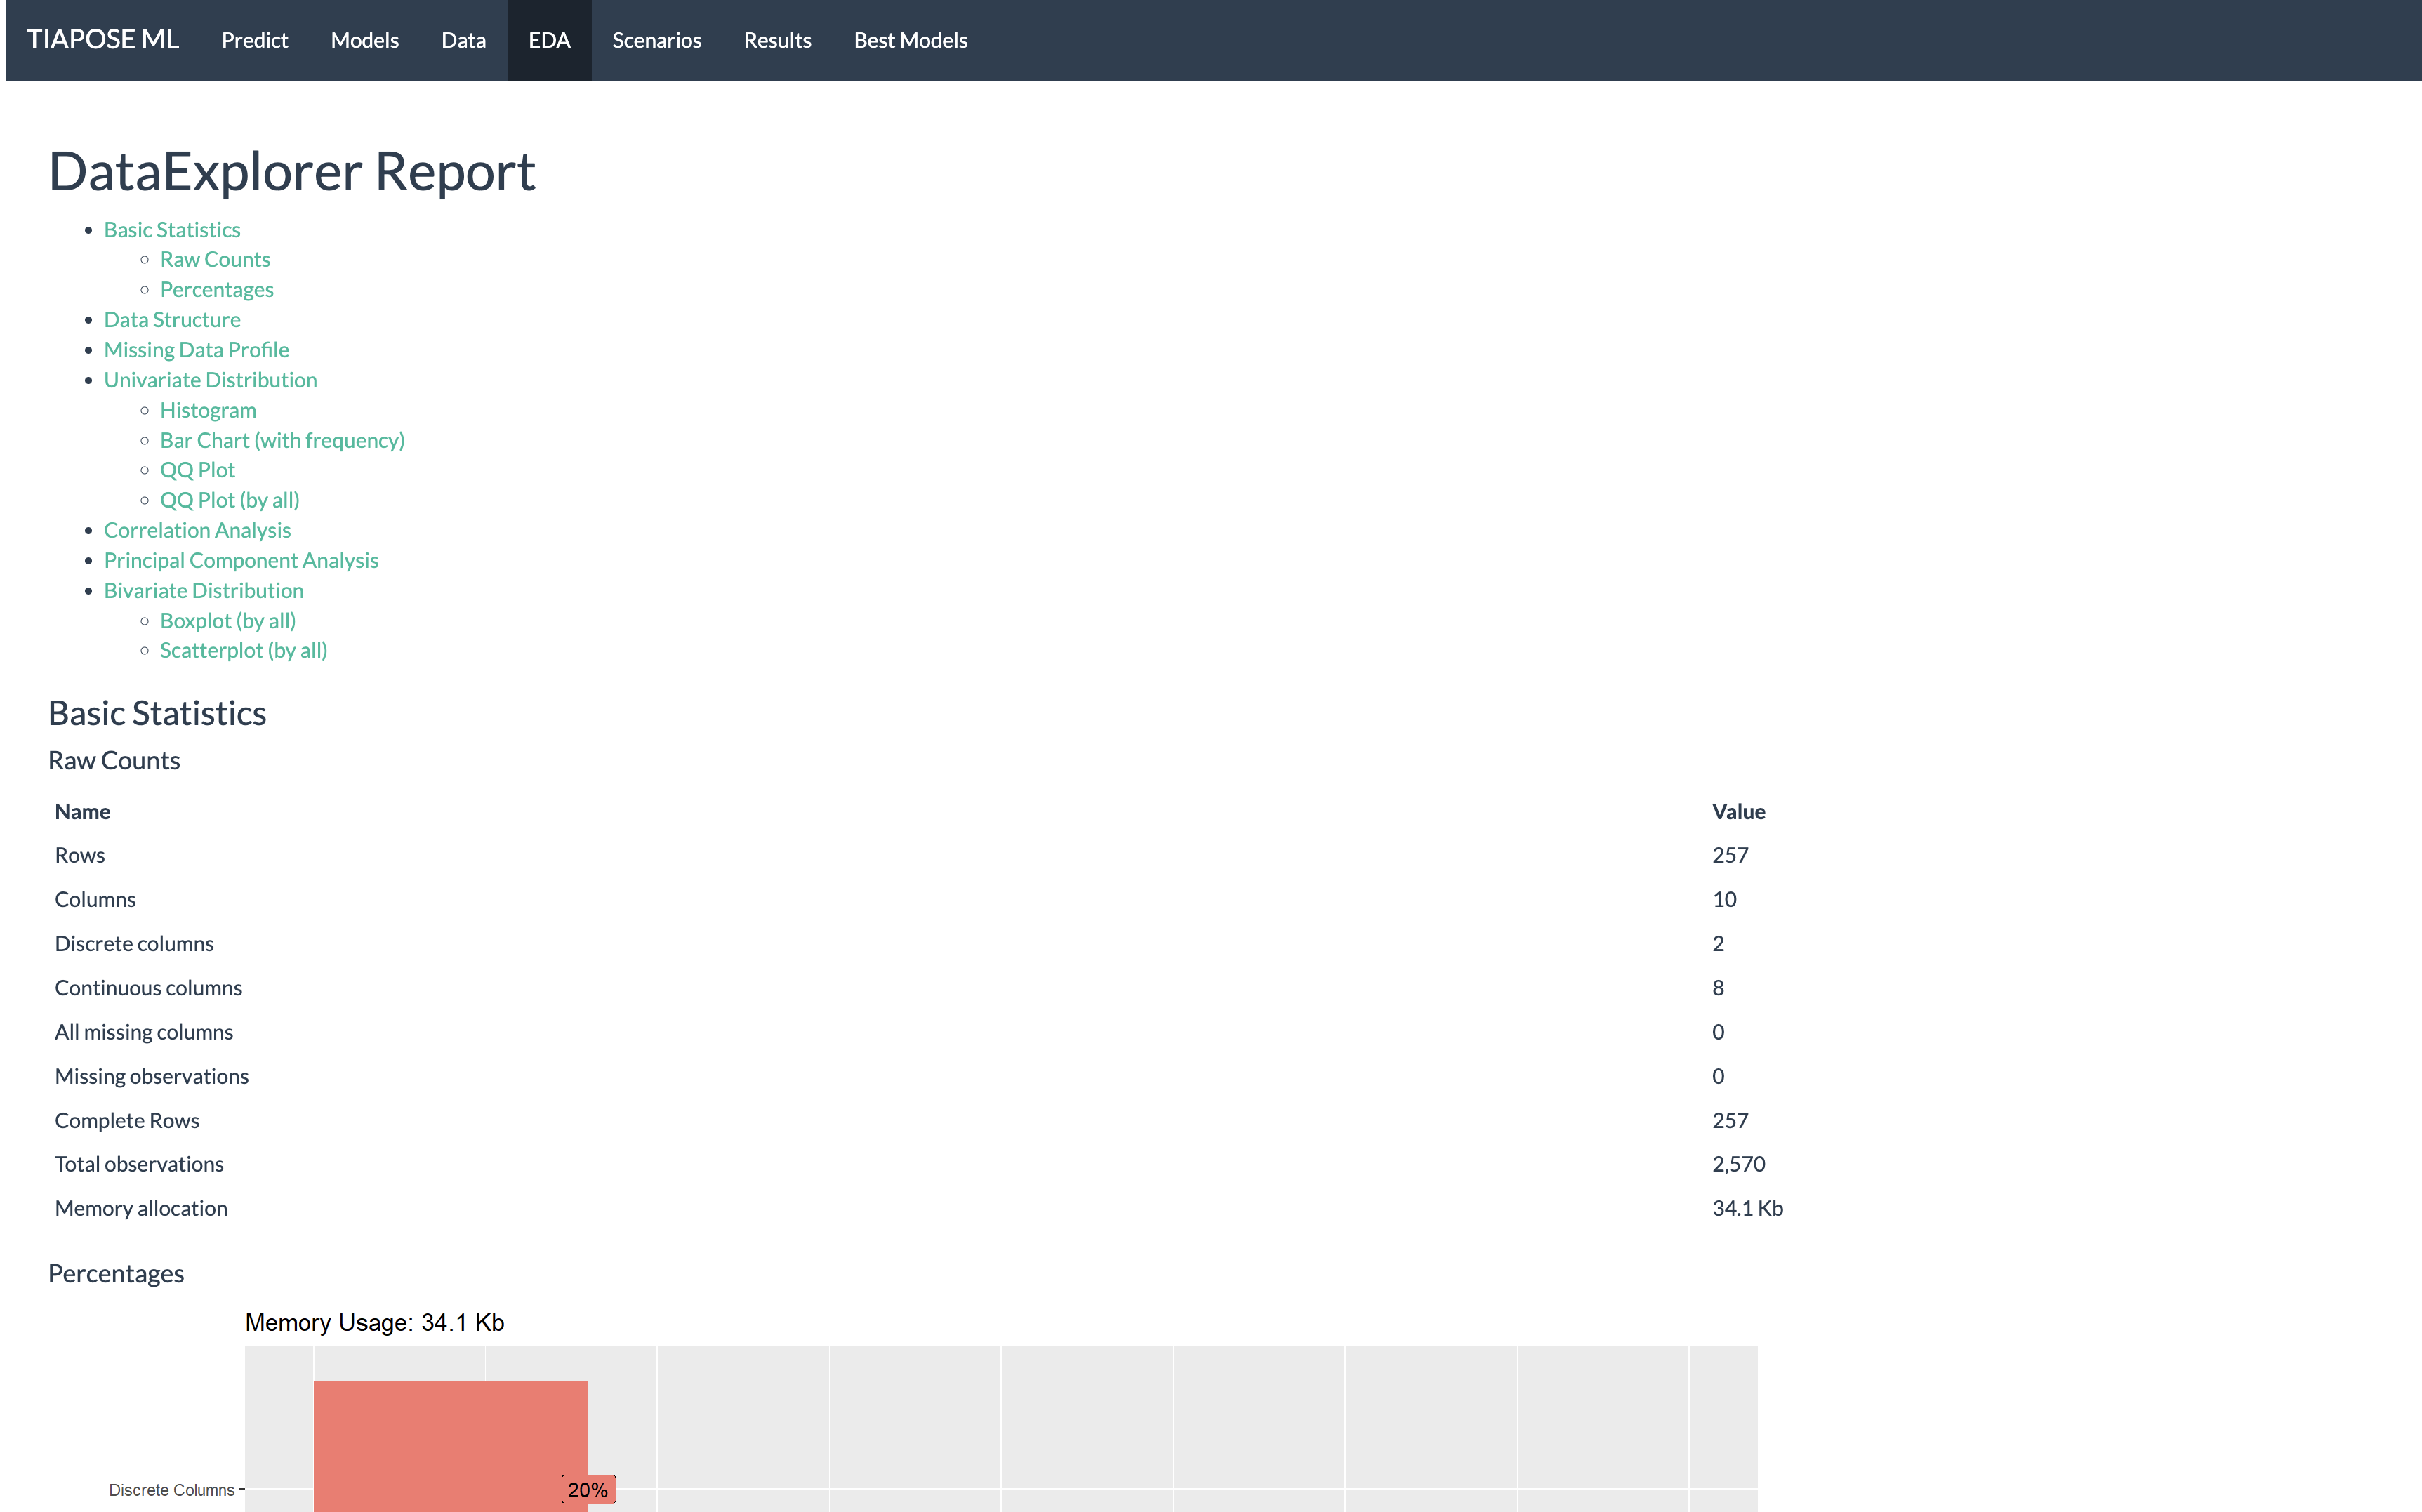 TIAPOSE ML Predict Models Data EDA Scenarios Results Best Models
DataExplorer Report
Basic Statistics
Raw Counts
Percentages
Data Structure
Missing Data Profile
Univariate Distribution
Histogram
Bar Chart (with frequency)
QQ Plot
QQ Plot (by all)
Correlation Analysis
Principal Component Analysis
Bivariate Distribution
Boxplot (by all)
Scatterplot (by all)
Basic Statistics
Raw Counts
Name Value
Rows 257
Columns 10
Discrete columns 2
Continuous columns 8
All missing columns 0
Missing observations 0
Complete Rows 257
Total observations 2,570
Memory allocation 34.1 Kb
Percentages
Memory Usage: 34.1 Kb
Discrete Columns 20%